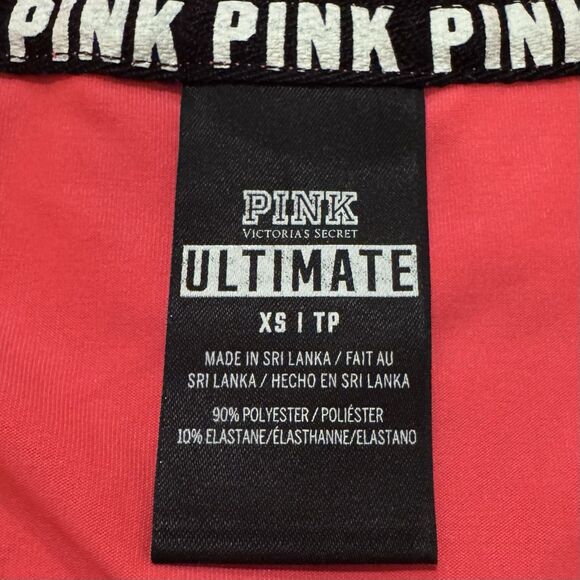 PINK PINK PINK
PINK
VICTORIA'S SECRET
ULTIMATE
XS | TP
MADE IN SRI LANKA / FAIT AU
SRI LANKA / HECHO EN SRI LANKA
90% POLYESTER / POLIÉSTER
10% ELASTANE/ÉLASTHANNE/ELASTANO